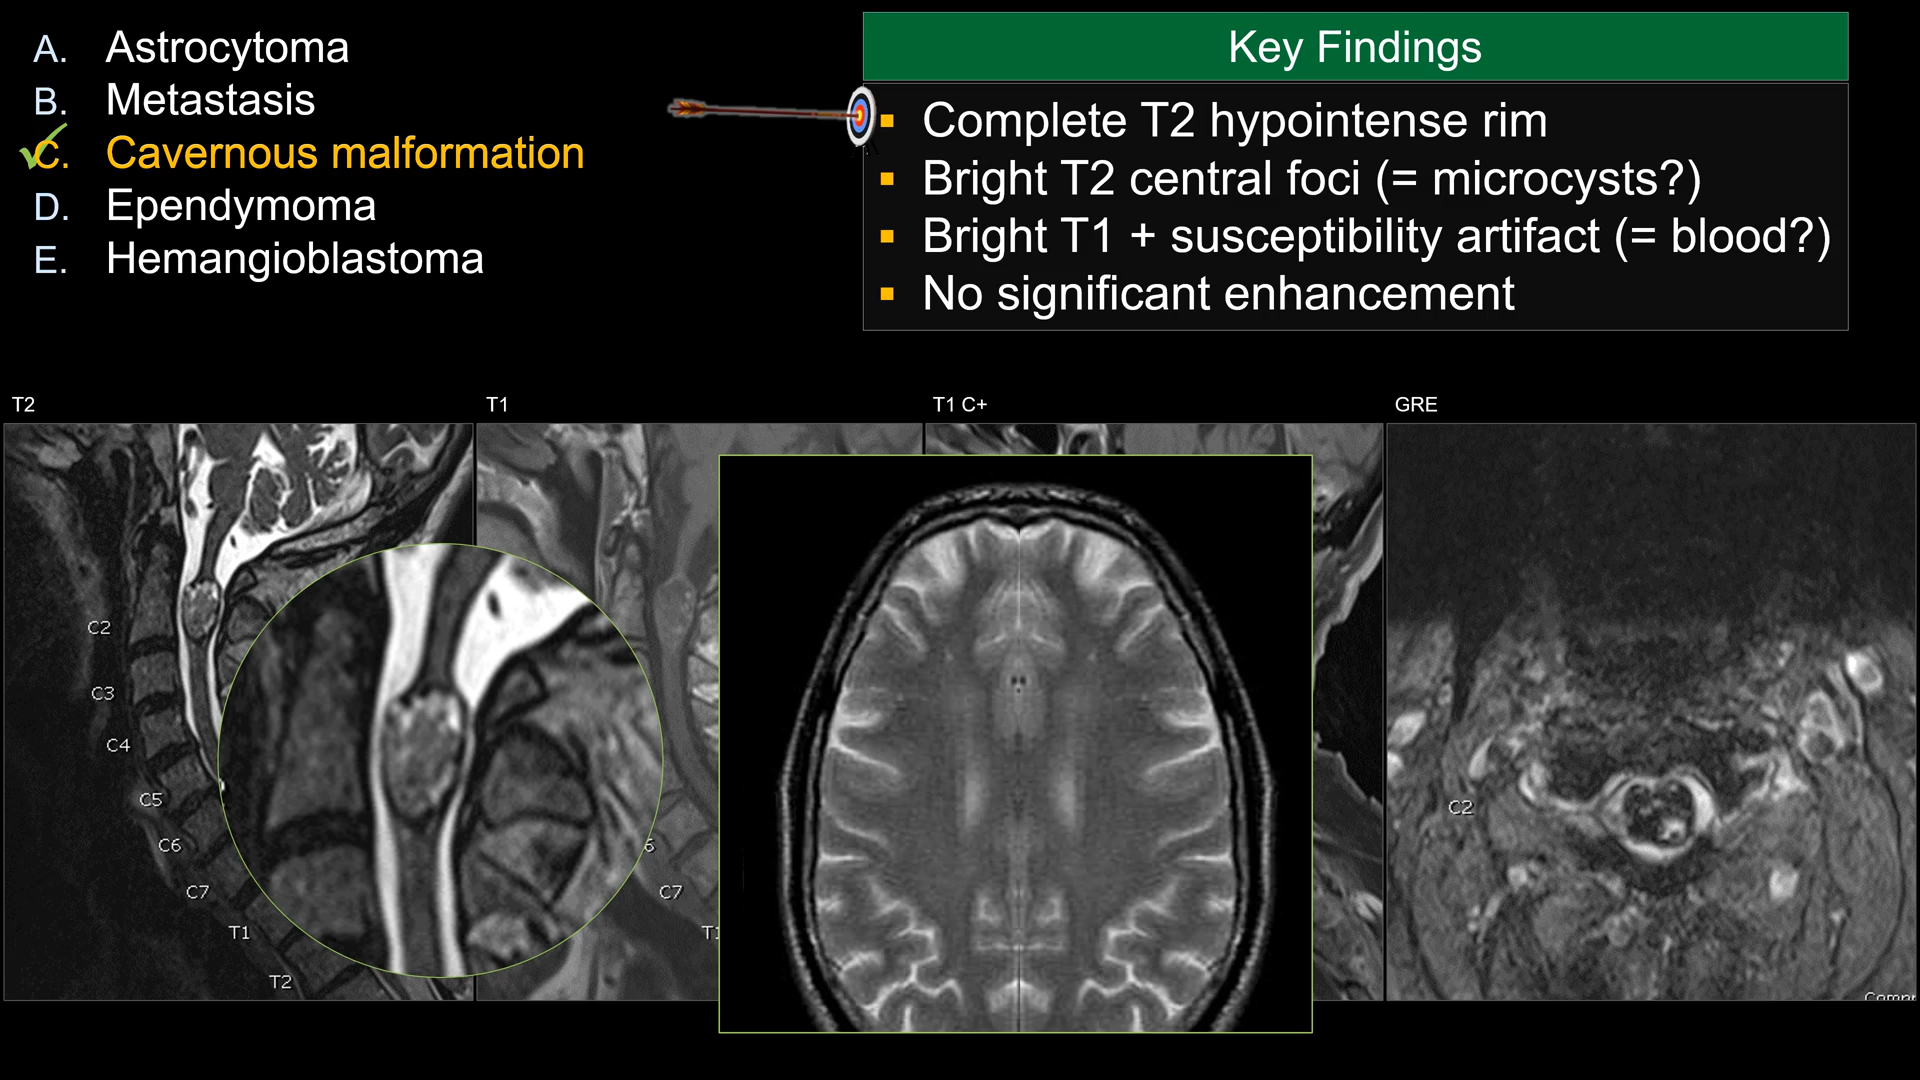 A. Astrocytoma
B. Metastasis
C. Cavernous malformation
D. Ependymoma
E. Hemangioblastoma
Key Findings
Complete T2 hypointense rim
Bright T2 central foci (= microcysts?)
Bright T1 + susceptibility artifact (= blood?)
No significant enhancement
T2
T1
T1 C+
GRE
C2
C3
C4
C5
C6
C7
T1
T2
6
C7
T1
C2